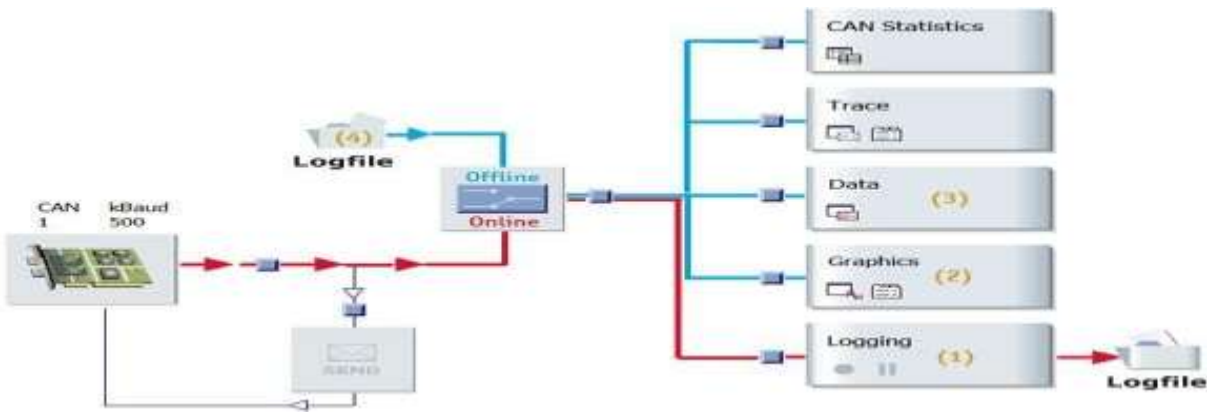 CAN Statistics
Trace
(4)
Logfile
Offline
Online
Data (3)
CAN kBaud
1 500
Graphics (2)
SEND
Logging (1)
Logfile